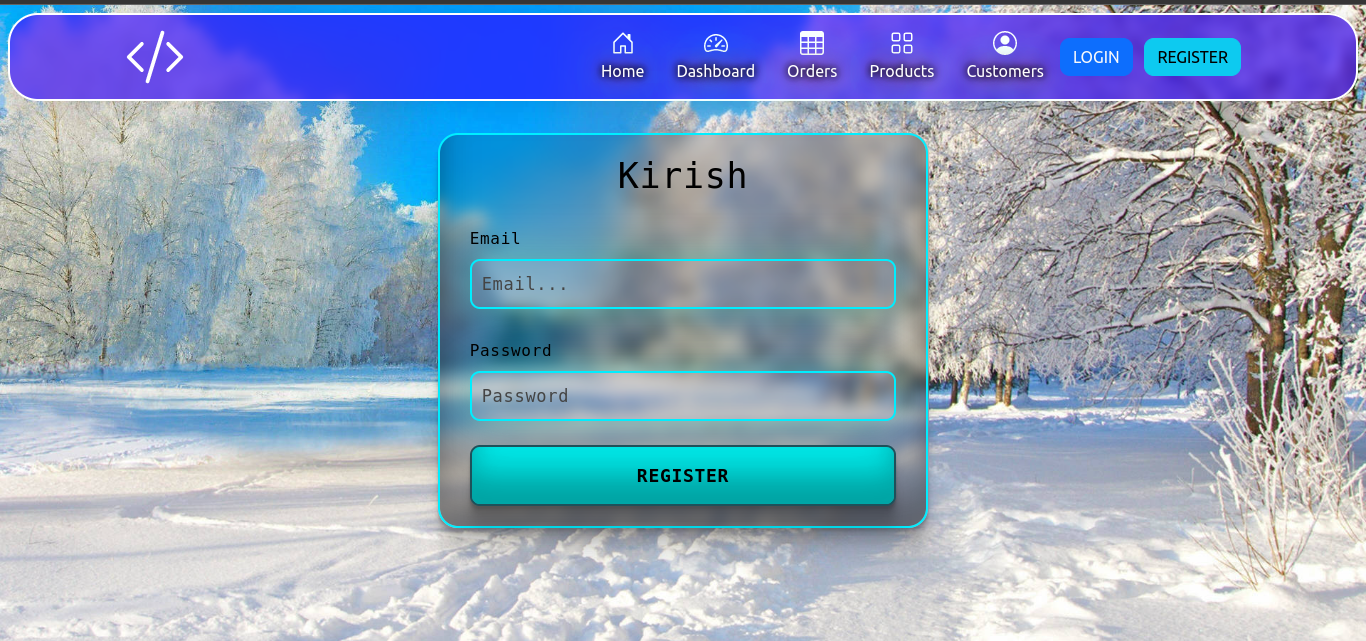 Home Dashboard Orders Products Customers LOGIN REGISTER
Kirish
Email
Email...
Password
Password
REGISTER